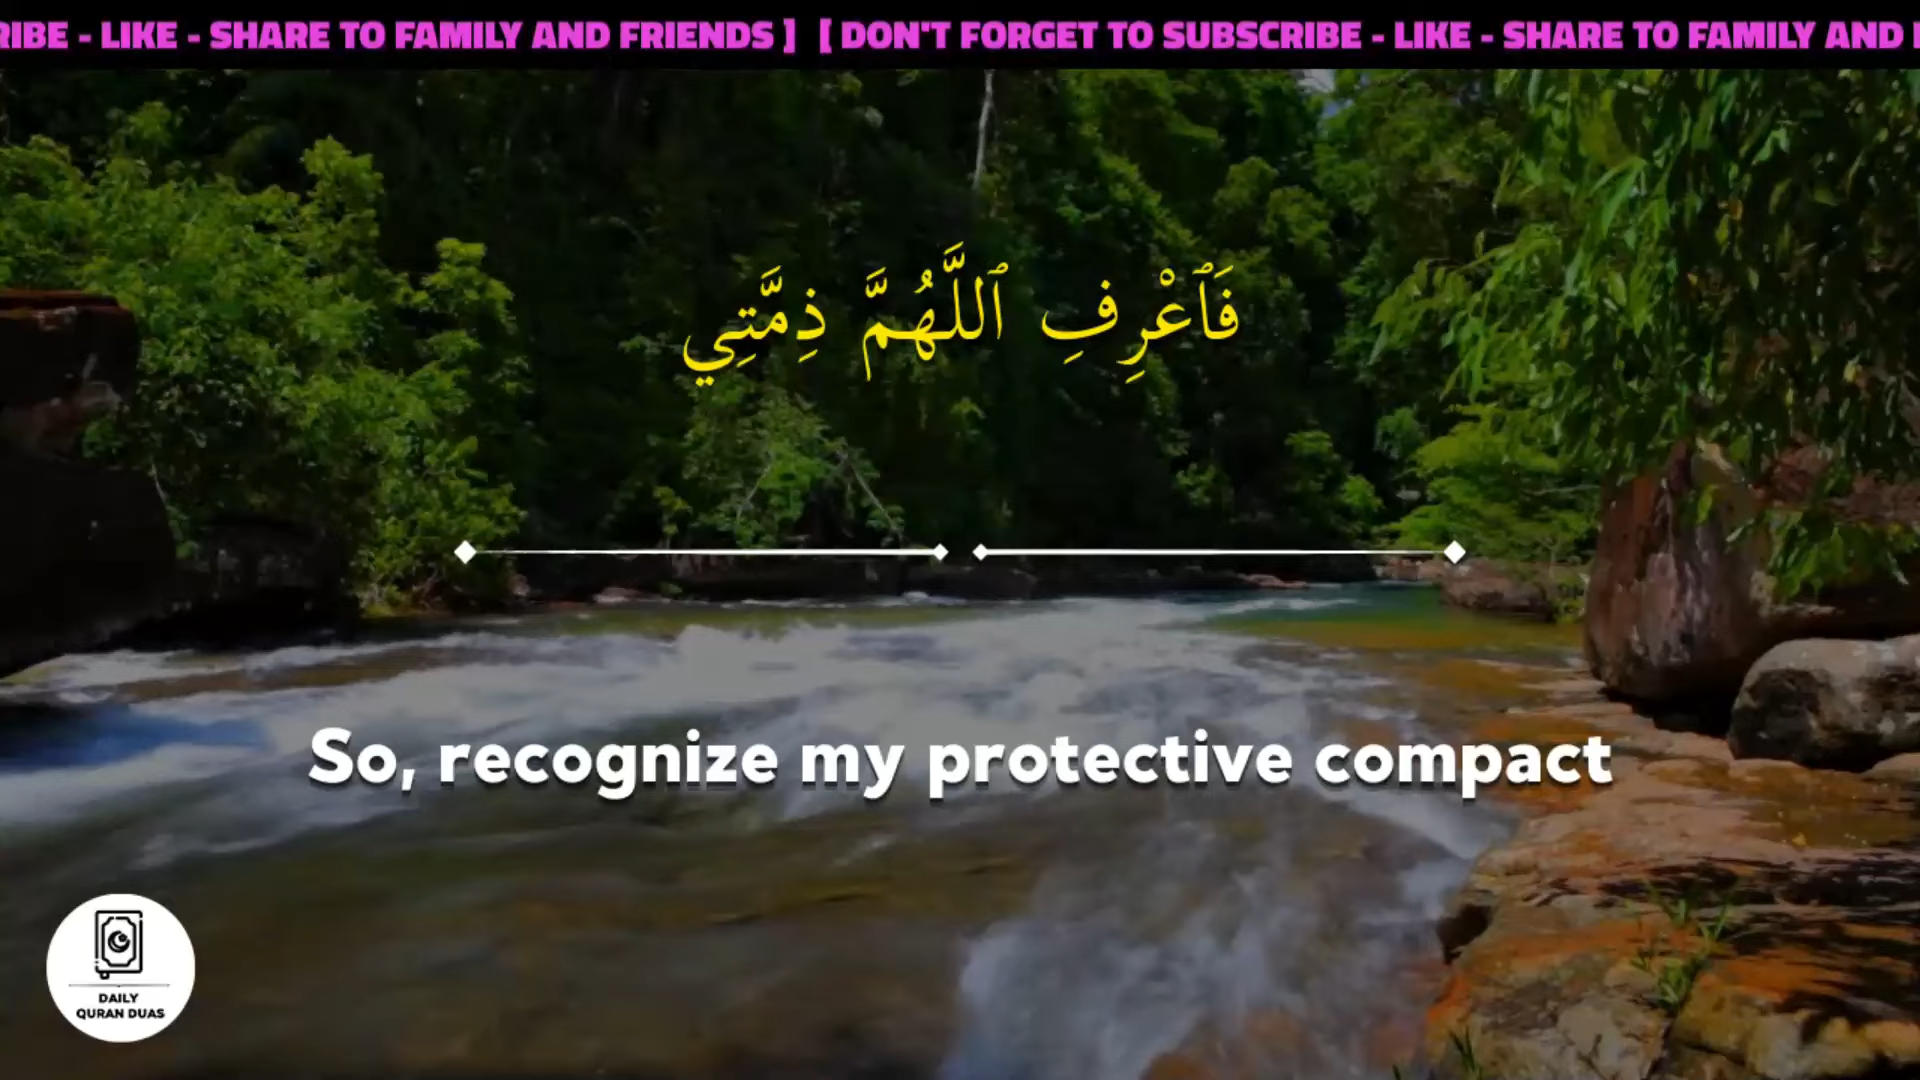 RIBE - LIKE - SHARE TO FAMILY AND FRIENDS ] [ DON'T FORGET TO SUBSCRIBE - LIKE - SHARE TO FAMILY AND
فَٱعْرِفِ ٱللَّهُمَّ ذِمَّتِي
So, recognize my protective compact
DAILY
QURAN DUAS